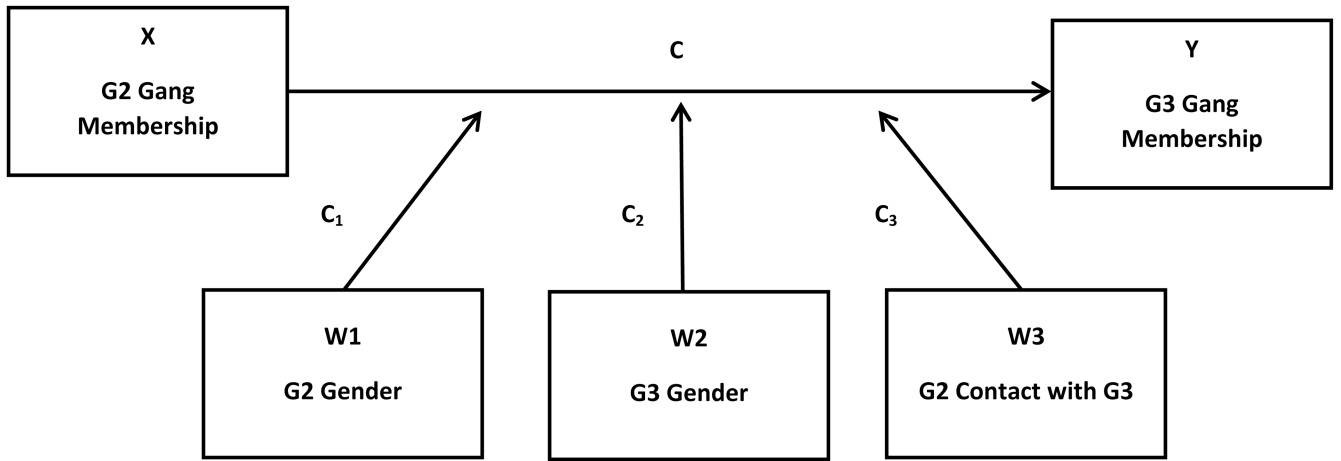 X
G2 Gang
Membership
C
Y
G3 Gang
Membership
C₁
C₂
C₃
W1
G2 Gender
W2
G3 Gender
W3
G2 Contact with G3